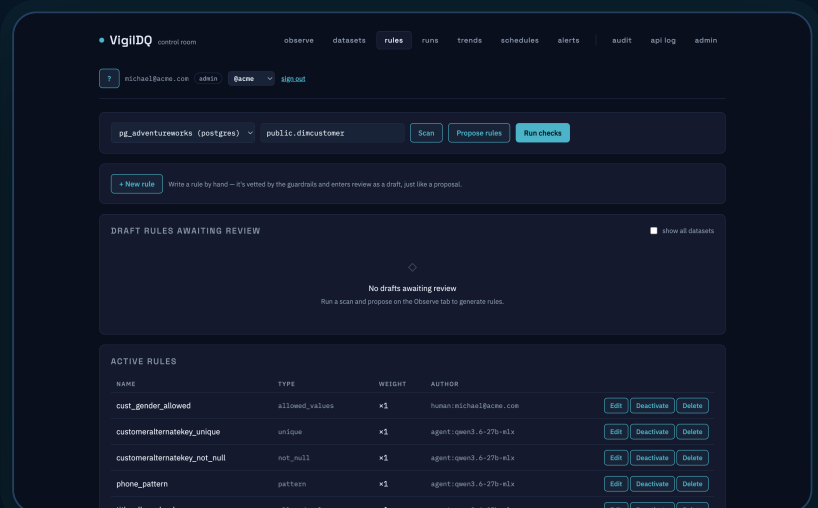 VigilDQ control room observe datasets rules runs trends schedules alerts audit api log admin
? michael@acme.com admin @acme sign out
pg_adventureworks (postgres) public.dimcustomer Scan Propose rules Run checks
+ New rule Write a rule by hand — it's vetted by the guardrails and enters review as a draft, just like a proposal.
DRAFT RULES AWAITING REVIEW show all datasets
No drafts awaiting review
Run a scan and propose on the Observe tab to generate rules.
ACTIVE RULES
NAME TYPE WEIGHT AUTHOR
cust_gender_allowed allowed_values ×1 human:michael@acme.com Edit Deactivate Delete
customeralternatekey_unique unique ×1 agent:qwen3.6-27b-mlx Edit Deactivate Delete
customeralternatekey_not_null not_null ×1 agent:qwen3.6-27b-mlx Edit Deactivate Delete
phone_pattern pattern ×1 agent:qwen3.6-27b-mlx Edit Deactivate Delete